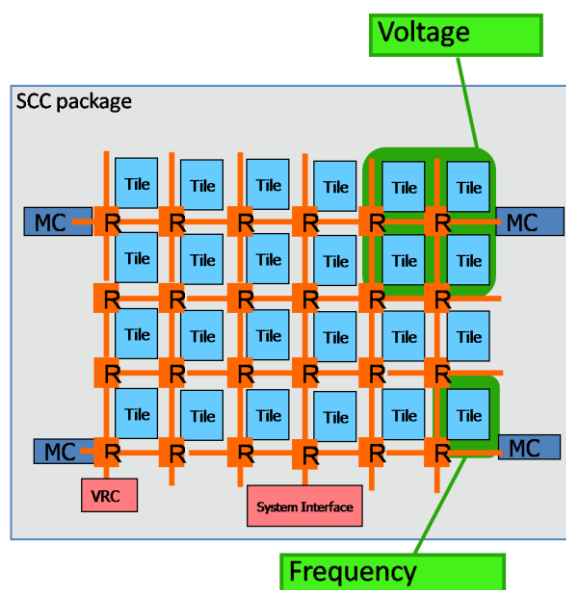 Voltage
SCC package
Tile Tile Tile Tile Tile Tile
MC R R R R R R MC
Tile Tile Tile Tile Tile Tile
R R R R R R
Tile Tile Tile Tile Tile Tile
R R R R R R
Tile Tile Tile Tile Tile Tile
MC R R R R R R MC
VRC System Interface
Frequency